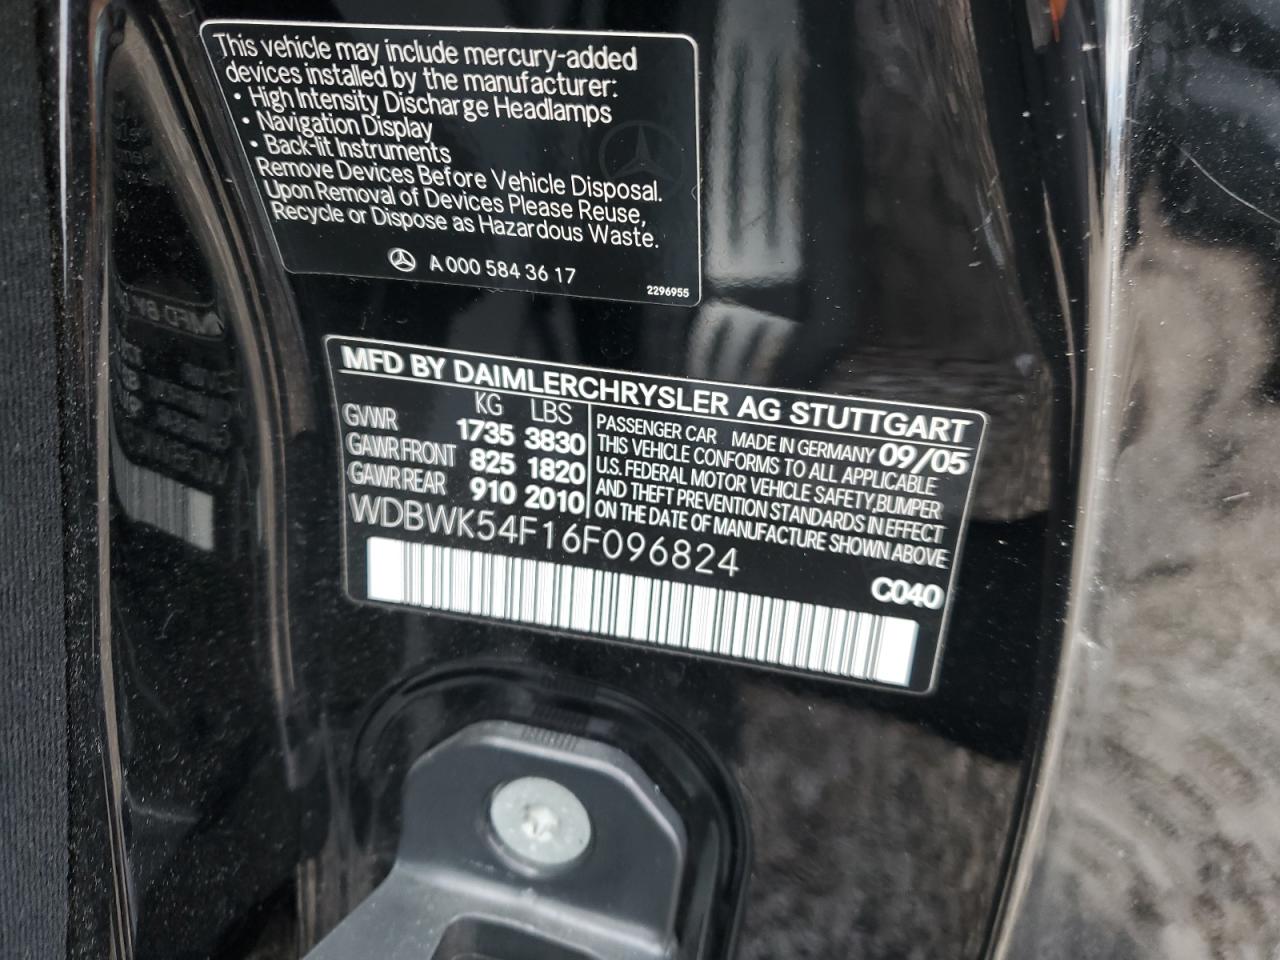 This vehicle may include mercury-added
devices installed by the manufacturer:
• High Intensity Discharge Headlamps
• Navigation Display
• Back-lit Instruments
Remove Devices Before Vehicle Disposal.
Upon Removal of Devices Please Reuse,
Recycle or Dispose as Hazardous Waste.
A 000 584 36 17
2296955
MFD BY DAIMLERCHRYSLER AG STUTTGART
KG LBS
GVWR 1735 3830
GAWR FRONT 825 1820
GAWR REAR 910 2010
PASSENGER CAR MADE IN GERMANY 09/05
THIS VEHICLE CONFORMS TO ALL APPLICABLE
U.S. FEDERAL MOTOR VEHICLE SAFETY, BUMPER
AND THEFT PREVENTION STANDARDS IN EFFECT
ON THE DATE OF MANUFACTURE SHOWN ABOVE
WDBWK54F16F096824
C040